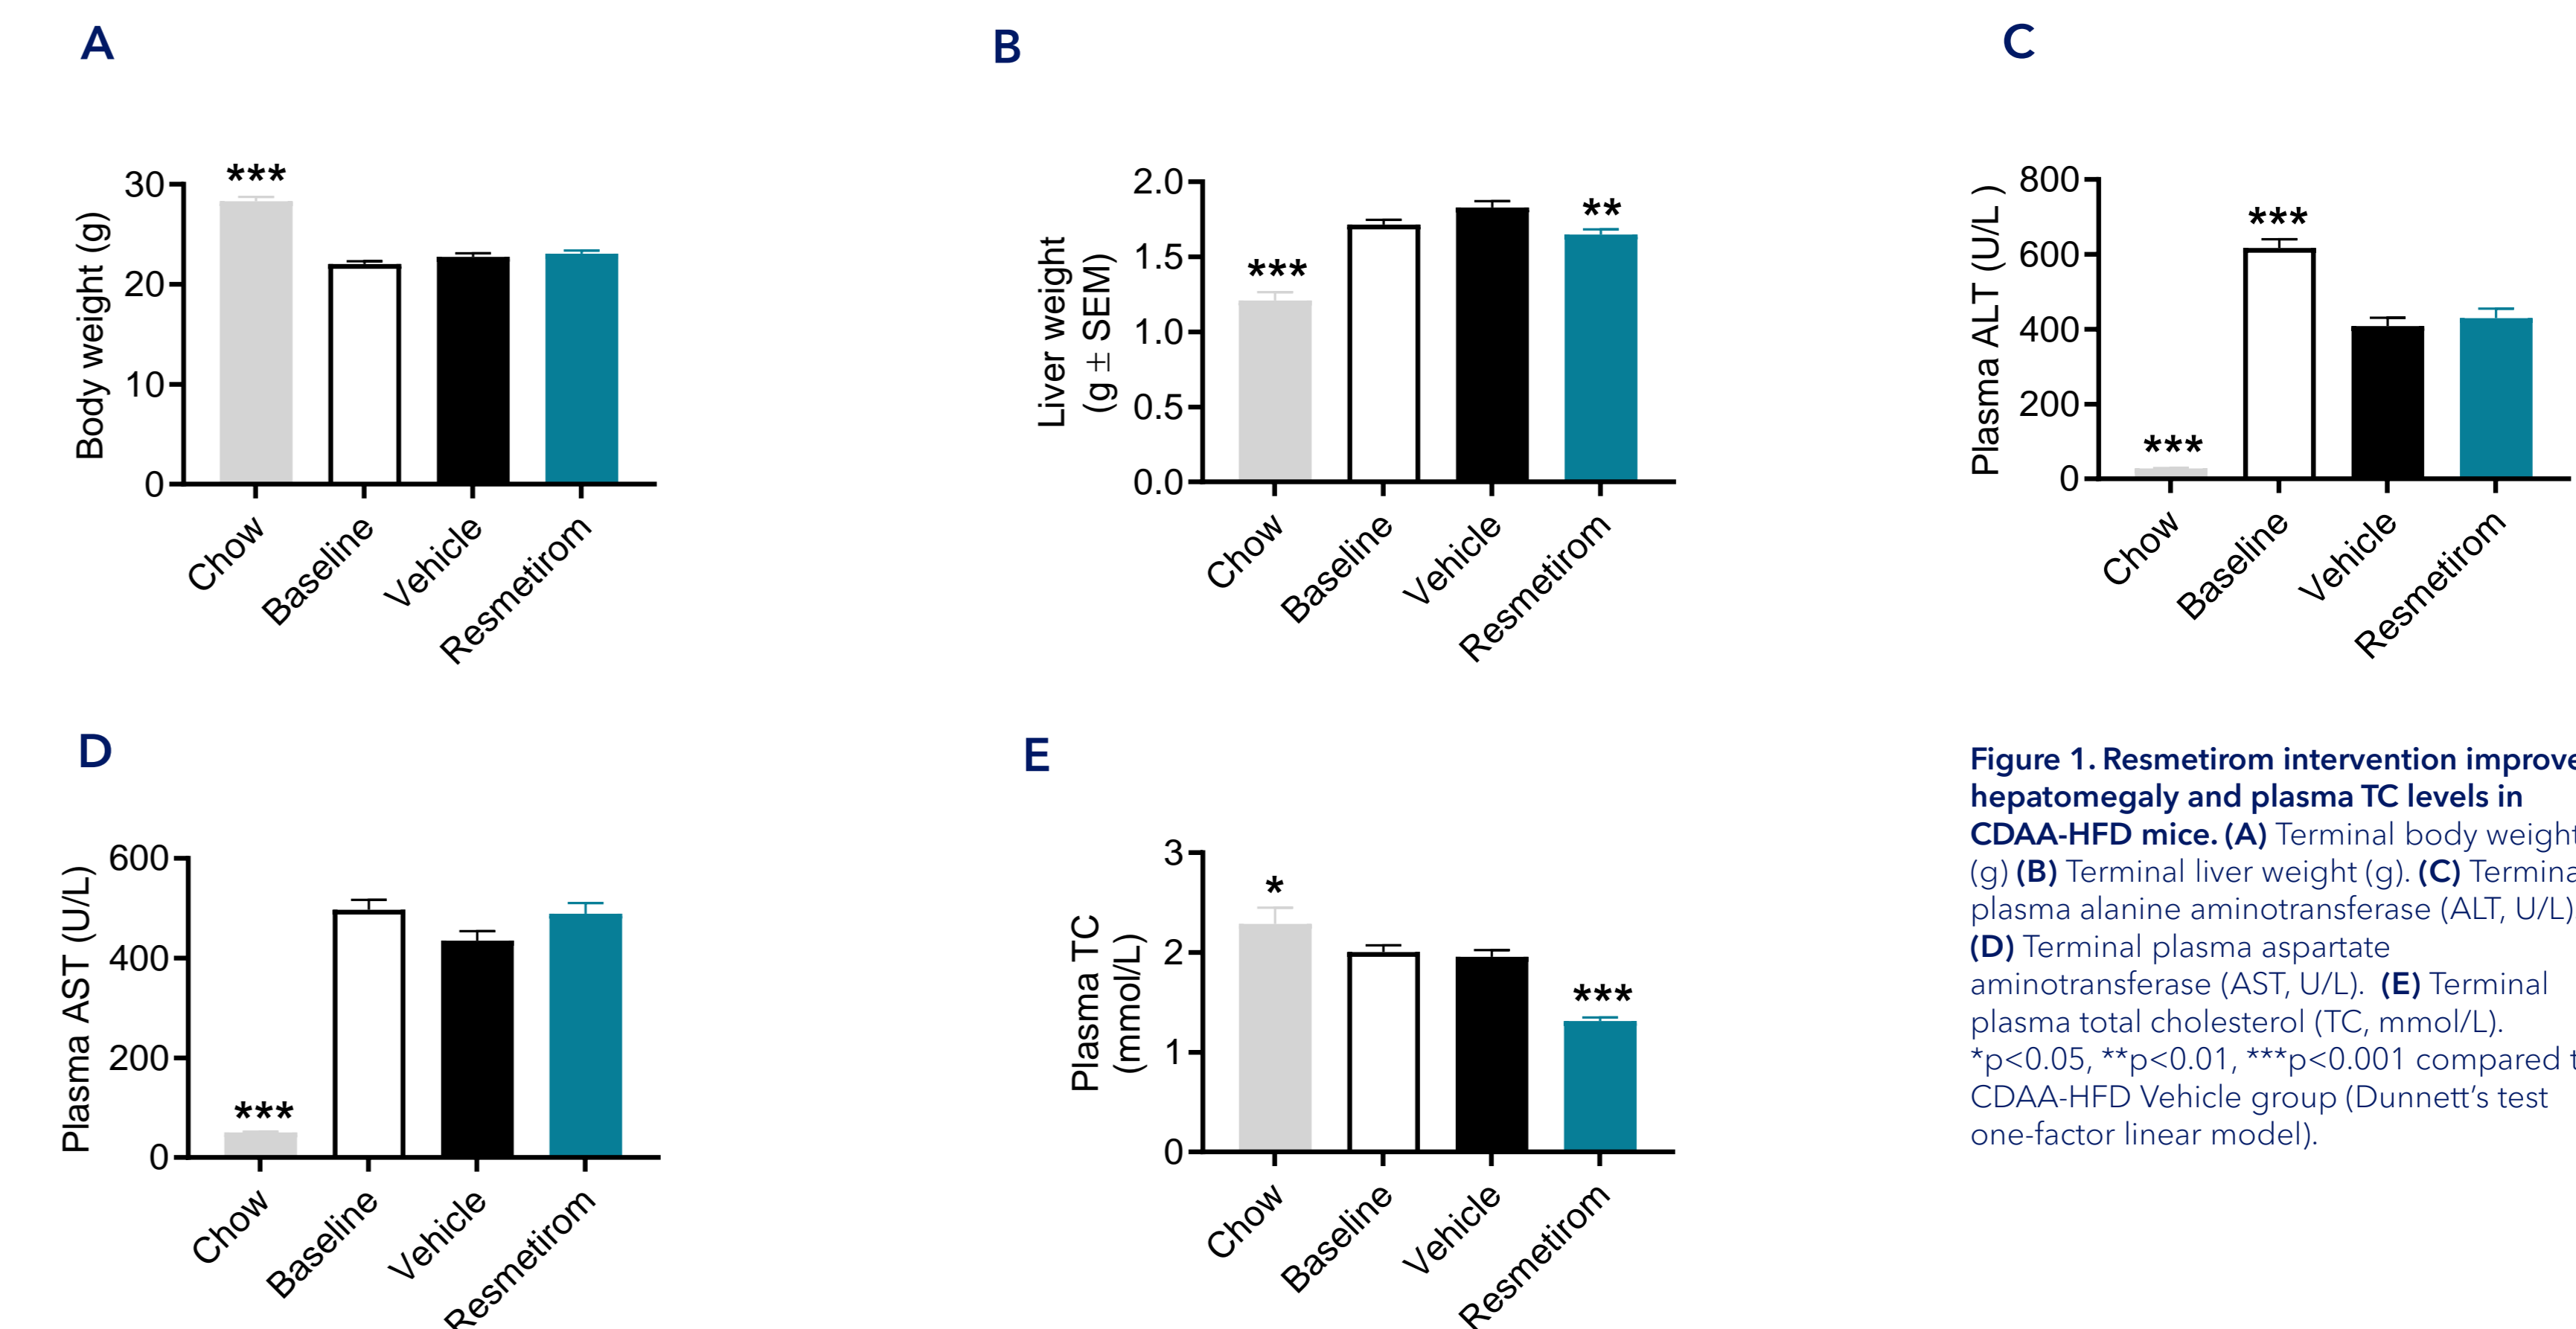 A
Body weight (g)
30
20
10
0
***
Chow
Baseline
Vehicle
Resmetirom
B
Liver weight
(g ± SEM)
2.0
1.5
1.0
0.5
0.0
***
**
Chow
Baseline
Vehicle
Resmetirom
C
Plasma ALT (U/L )
800
600
400
200
0
***
***
Chow
Baseline
Vehicle
Resmetirom
D
Plasma AST (U/L)
600
400
200
0
***
Chow
Baseline
Vehicle
Resmetirom
E
Plasma TC
(mmol/L)
3
2
1
0
*
***
Chow
Baseline
Vehicle
Resmetirom
Figure 1. Resmetirom intervention improve
hepatomegaly and plasma TC levels in
CDAA-HFD mice. (A) Terminal body weight
(g) (B) Terminal liver weight (g). (C) Termina
plasma alanine aminotransferase (ALT, U/L)
(D) Terminal plasma aspartate
aminotransferase (AST, U/L). (E) Terminal
plasma total cholesterol (TC, mmol/L).
*p<0.05, **p<0.01, ***p<0.001 compared t
CDAA-HFD Vehicle group (Dunnett’s test
one-factor linear model).